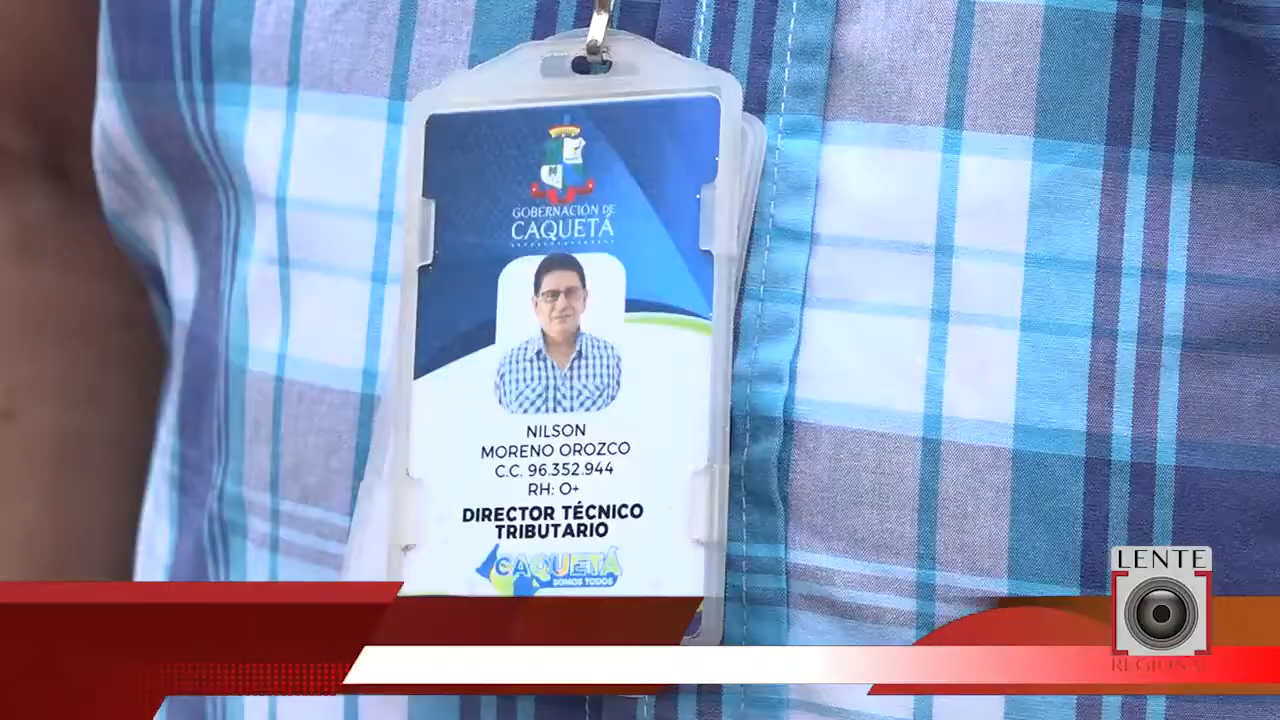 GOBERNACIÓN DE
CAQUETÁ
NILSON
MORENO OROZCO
C.C. 96.352.944
RH: O+
DIRECTOR TÉCNICO
TRIBUTARIO
CAQUETÁ
SOMOS TODOS
LENTE
REGIONAL